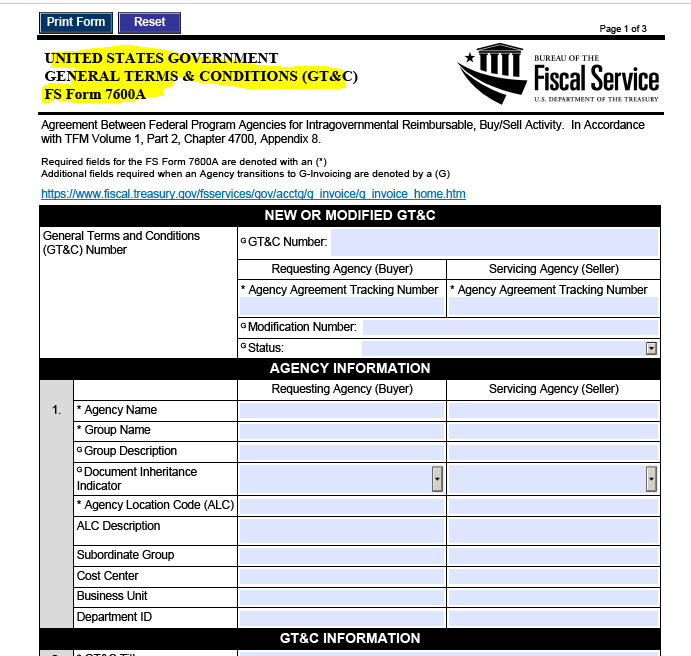 Print Form Reset
Page 1 of 3
UNITED STATES GOVERNMENT
GENERAL TERMS & CONDITIONS (GT&C)
FS Form 7600A
BUREAU OF THE
Fiscal Service
U.S. DEPARTMENT OF THE TREASURY
Agreement Between Federal Program Agencies for Intragovernmental Reimbursable, Buy/Sell Activity. In Accordance
with TFM Volume 1, Part 2, Chapter 4700, Appendix 8.
Required fields for the FS Form 7600A are denoted with an (*)
Additional fields required when an Agency transitions to G-Invoicing are denoted by a (G)
https://www.fiscal.treasury.gov/fsservices/gov/acctg/g_invoice/g_invoice_home.htm
NEW OR MODIFIED GT&C
General Terms and Conditions
(GT&C) Number
G GT&C Number:
Requesting Agency (Buyer) Servicing Agency (Seller)
* Agency Agreement Tracking Number * Agency Agreement Tracking Number
G Modification Number:
G Status:
AGENCY INFORMATION
Requesting Agency (Buyer) Servicing Agency (Seller)
1. * Agency Name
* Group Name
G Group Description
G Document Inheritance
Indicator
* Agency Location Code (ALC)
ALC Description
Subordinate Group
Cost Center
Business Unit
Department ID
GT&C INFORMATION